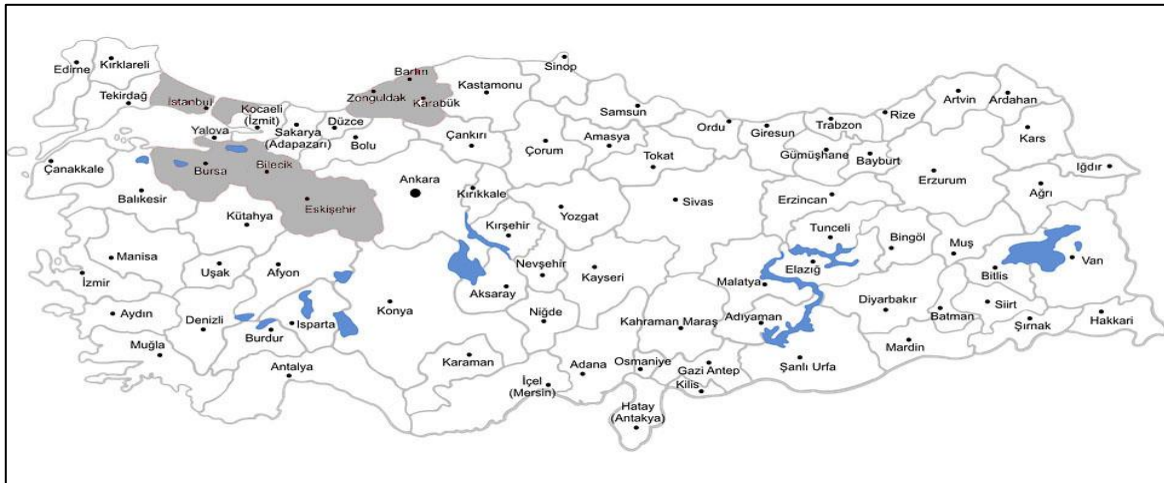 Edirne
Kırklareli
Tekirdağ
İstanbul
Kocaeli
(İzmit)
Yalova
Sakarya
(Adapazarı)
Düzce
Bolu
Zonguldak
Bartın
Karabük
Kastamonu
Sinop
Çankırı
Çorum
Samsun
Amasya
Tokat
Ordu
Giresun
Trabzon
Gümüşhane
Bayburt
Rize
Artvin
Ardahan
Kars
Iğdır
Ağrı
Erzurum
Erzincan
Çanakkale
Balıkesir
Bursa
Bilecik
Eskişehir
Kütahya
Ankara
Kırıkkale
Kırşehir
Yozgat
Sivas
Tunceli
Bingöl
Muş
Bitlis
Van
Manisa
İzmir
Uşak
Afyon
Aksaray
Nevşehir
Kayseri
Malatya
Elazığ
Diyarbakır
Batman
Siirt
Şırnak
Hakkari
Aydın
Denizli
Muğla
Burdur
Isparta
Antalya
Konya
Karaman
Niğde
İçel
(Mersin)
Adana
Osmaniye
Kahraman Maraş
Adıyaman
Gazi Antep
Kilis
Şanlı Urfa
Mardin
Hatay
(Antakya)